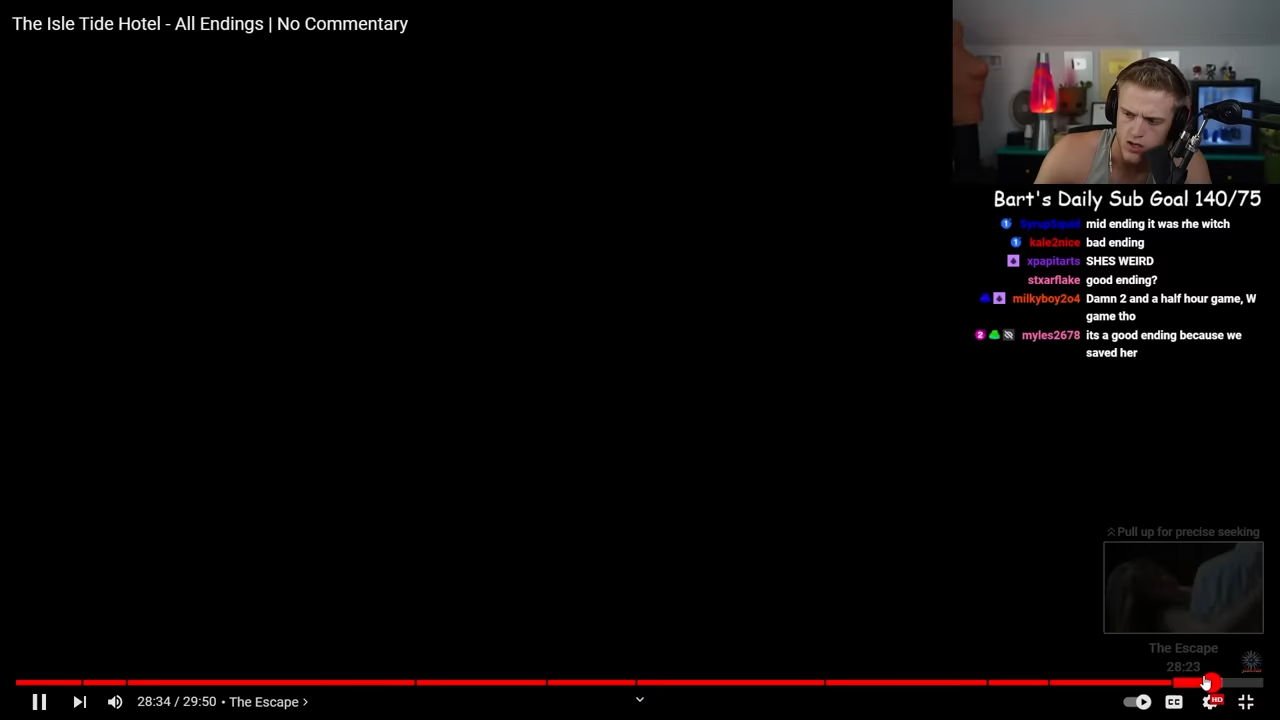 The Isle Tide Hotel - All Endings | No Commentary
Bart's Daily Sub Goal 140/75
mid ending it was rhe witch
kale2nice bad ending
xpapitarts SHES WEIRD
stxarflake good ending?
milkyboy2o4 Damn 2 and a half hour game, W
game tho
myles2678 its a good ending because we
saved her
Pull up for precise seeking
The Escape
28:23
28:34 / 29:50 • The Escape
CC
HD